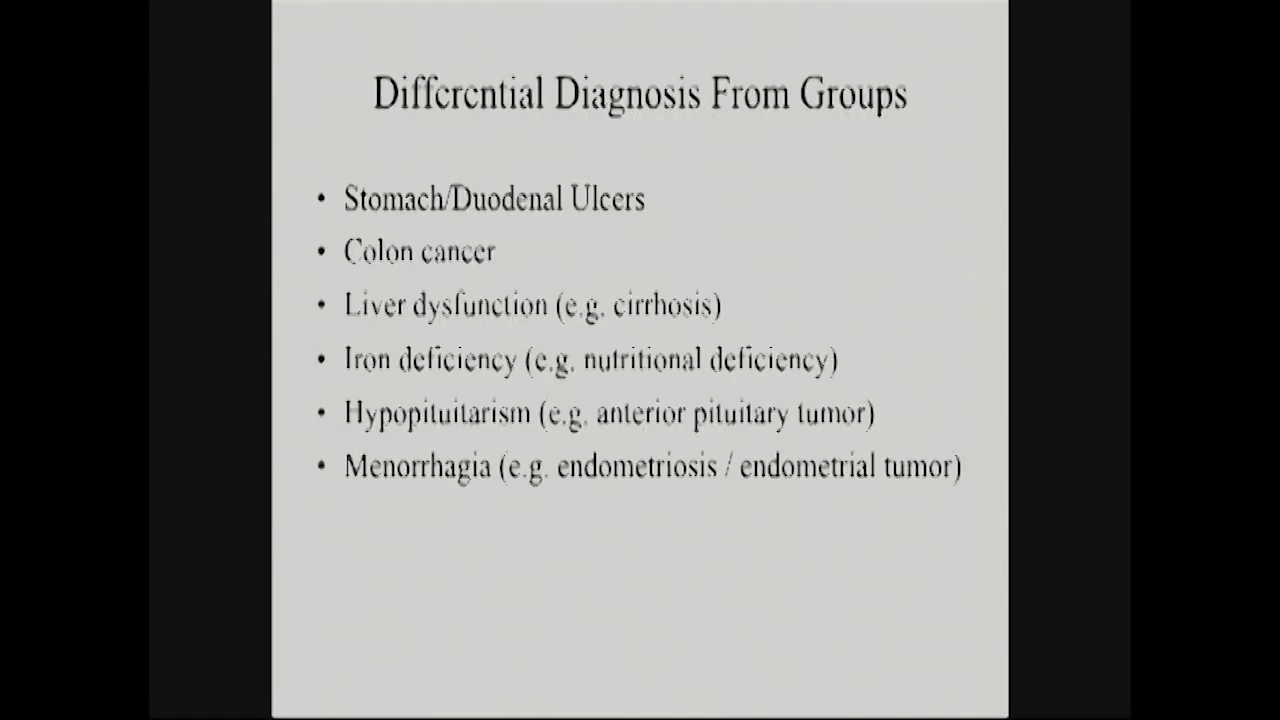 Differential Diagnosis From Groups
• Stomach/Duodenal Ulcers
• Colon cancer
• Liver dysfunction (e.g. cirrhosis)
• Iron deficiency (e.g. nutritional deficiency)
• Hypopituitarism (e.g. anterior pituitary tumor)
• Menorrhagia (e.g. endometriosis / endometrial tumor)